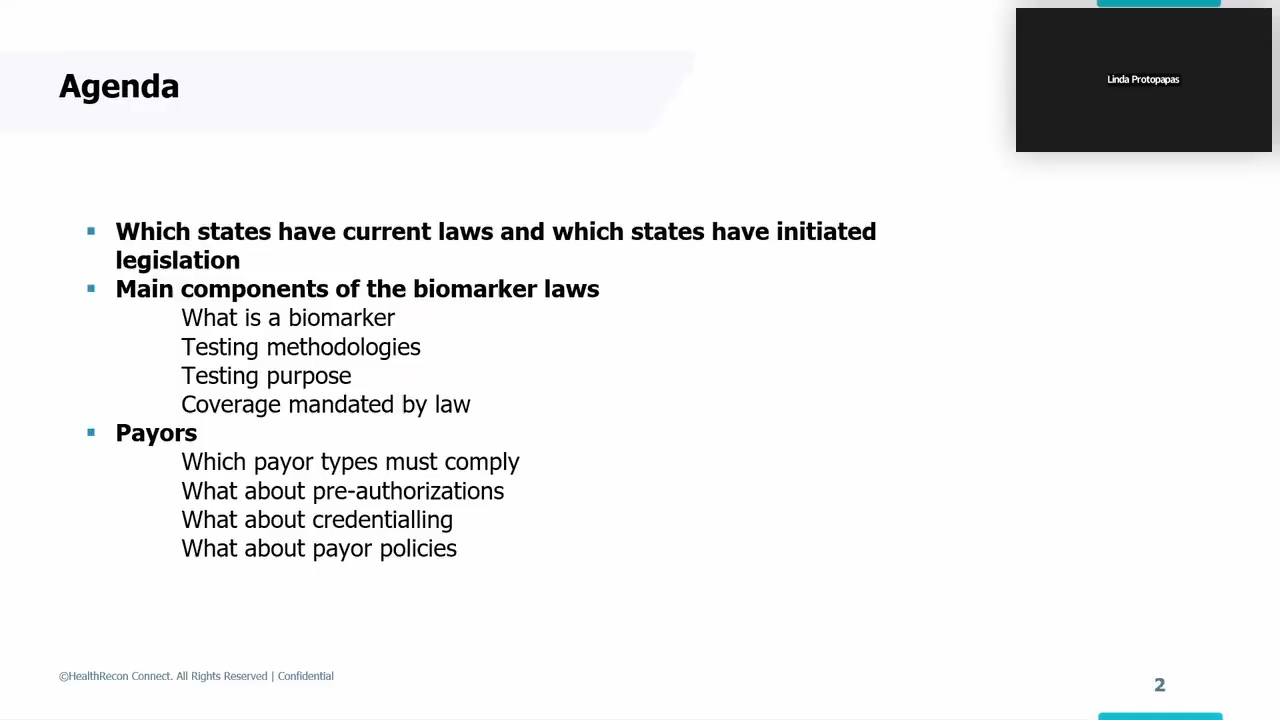 Agenda
Linda Protopapas
▪ Which states have current laws and which states have initiated
legislation
▪ Main components of the biomarker laws
What is a biomarker
Testing methodologies
Testing purpose
Coverage mandated by law
▪ Payors
Which payor types must comply
What about pre-authorizations
What about credentialling
What about payor policies
©HealthRecon Connect. All Rights Reserved | Confidential
2